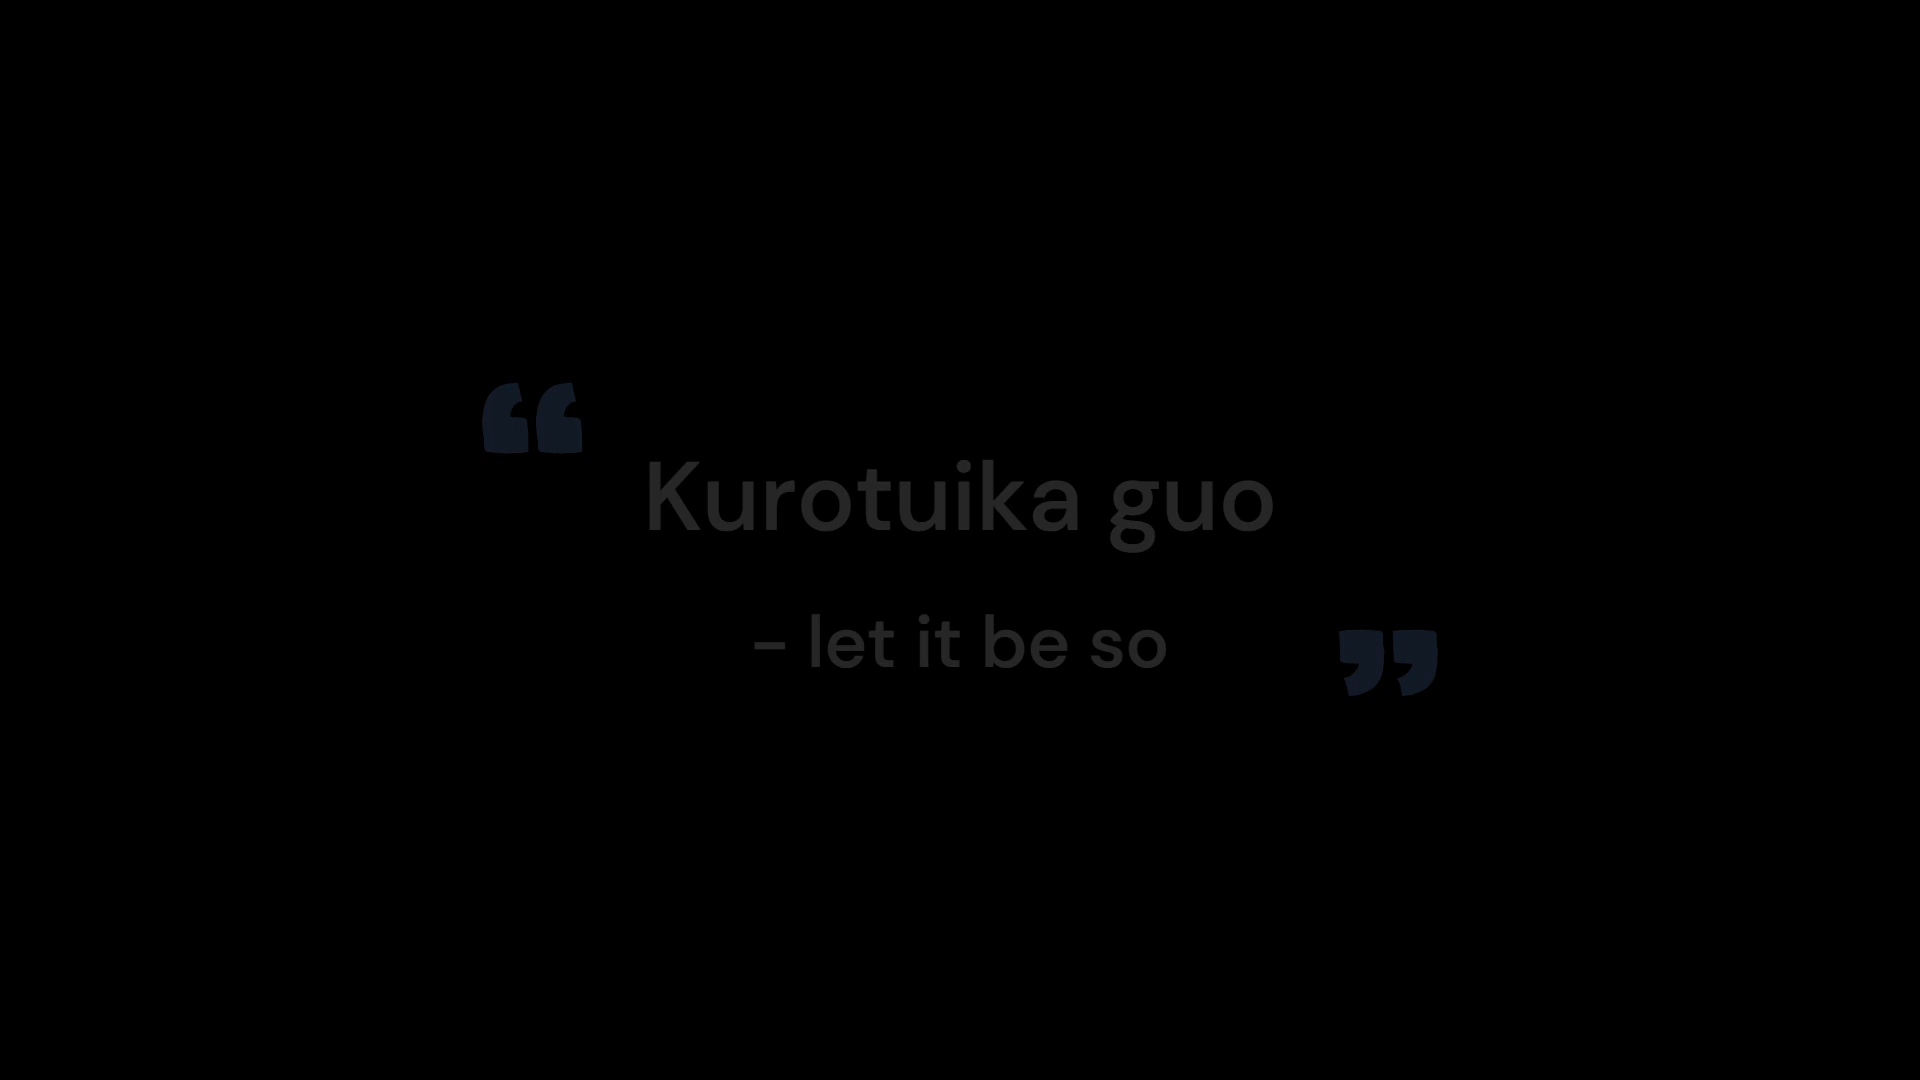 “
Kurotuika guo
– let it be so
”